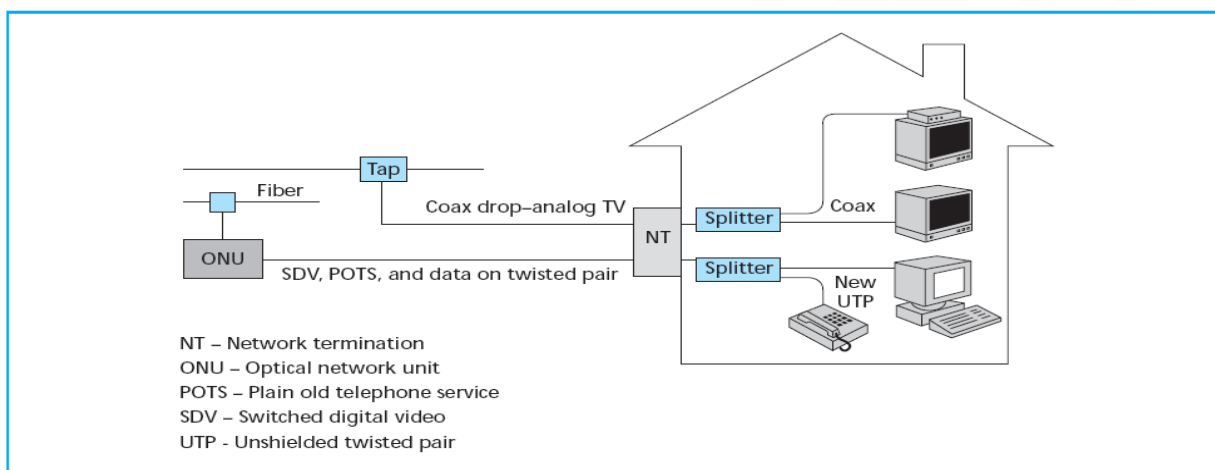 Tap
Fiber
Coax drop–analog TV
Splitter
Coax
NT
ONU
Splitter
SDV, POTS, and data on twisted pair
New
UTP
NT – Network termination
ONU – Optical network unit
POTS – Plain old telephone service
SDV – Switched digital video
UTP - Unshielded twisted pair